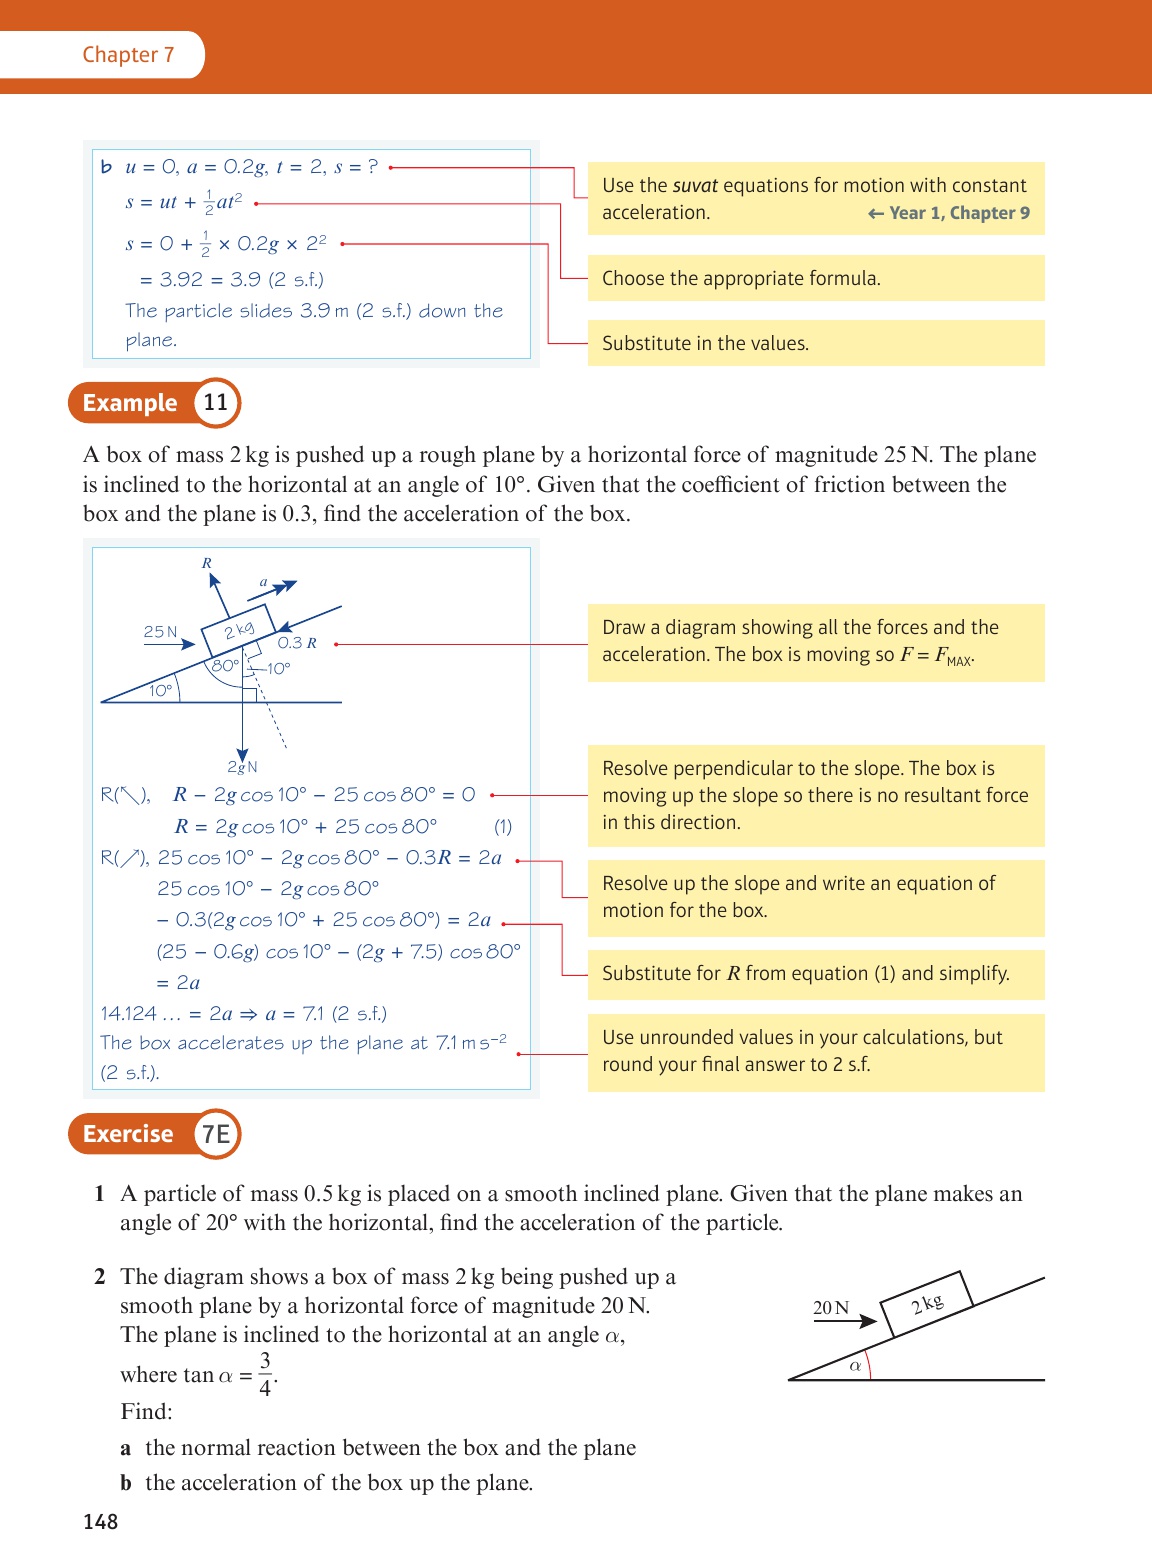 Chapter 7
b u = 0, a = 0.2g, t = 2, s = ?
s = ut + ½at²
s = 0 + ½ × 0.2g × 2²
= 3.92 = 3.9 (2 s.f.)
The particle slides 3.9 m (2 s.f.) down the
plane.
Use the suvat equations for motion with constant
acceleration. ← Year 1, Chapter 9
Choose the appropriate formula.
Substitute in the values.
Example 11
A box of mass 2 kg is pushed up a rough plane by a horizontal force of magnitude 25 N. The plane
is inclined to the horizontal at an angle of 10°. Given that the coefficient of friction between the
box and the plane is 0.3, find the acceleration of the box.
R
a
25 N
2 kg
0.3 R
80°
10°
10°
2g N
Draw a diagram showing all the forces and the
acceleration. The box is moving so F = F_MAX.
R(↖), R − 2g cos 10° − 25 cos 80° = 0
R = 2g cos 10° + 25 cos 80° (1)
R(↗), 25 cos 10° − 2g cos 80° − 0.3R = 2a
25 cos 10° − 2g cos 80°
− 0.3(2g cos 10° + 25 cos 80°) = 2a
(25 − 0.6g) cos 10° − (2g + 7.5) cos 80°
= 2a
14.124 … = 2a ⇒ a = 7.1 (2 s.f.)
The box accelerates up the plane at 7.1 m s⁻²
(2 s.f.).
Resolve perpendicular to the slope. The box is
moving up the slope so there is no resultant force
in this direction.
Resolve up the slope and write an equation of
motion for the box.
Substitute for R from equation (1) and simplify.
Use unrounded values in your calculations, but
round your final answer to 2 s.f.
Exercise 7E
1 A particle of mass 0.5 kg is placed on a smooth inclined plane. Given that the plane makes an
angle of 20° with the horizontal, find the acceleration of the particle.
2 The diagram shows a box of mass 2 kg being pushed up a
smooth plane by a horizontal force of magnitude 20 N.
The plane is inclined to the horizontal at an angle α,
where tan α = 3/4.
Find:
a the normal reaction between the box and the plane
b the acceleration of the box up the plane.
20 N
2 kg
α
148